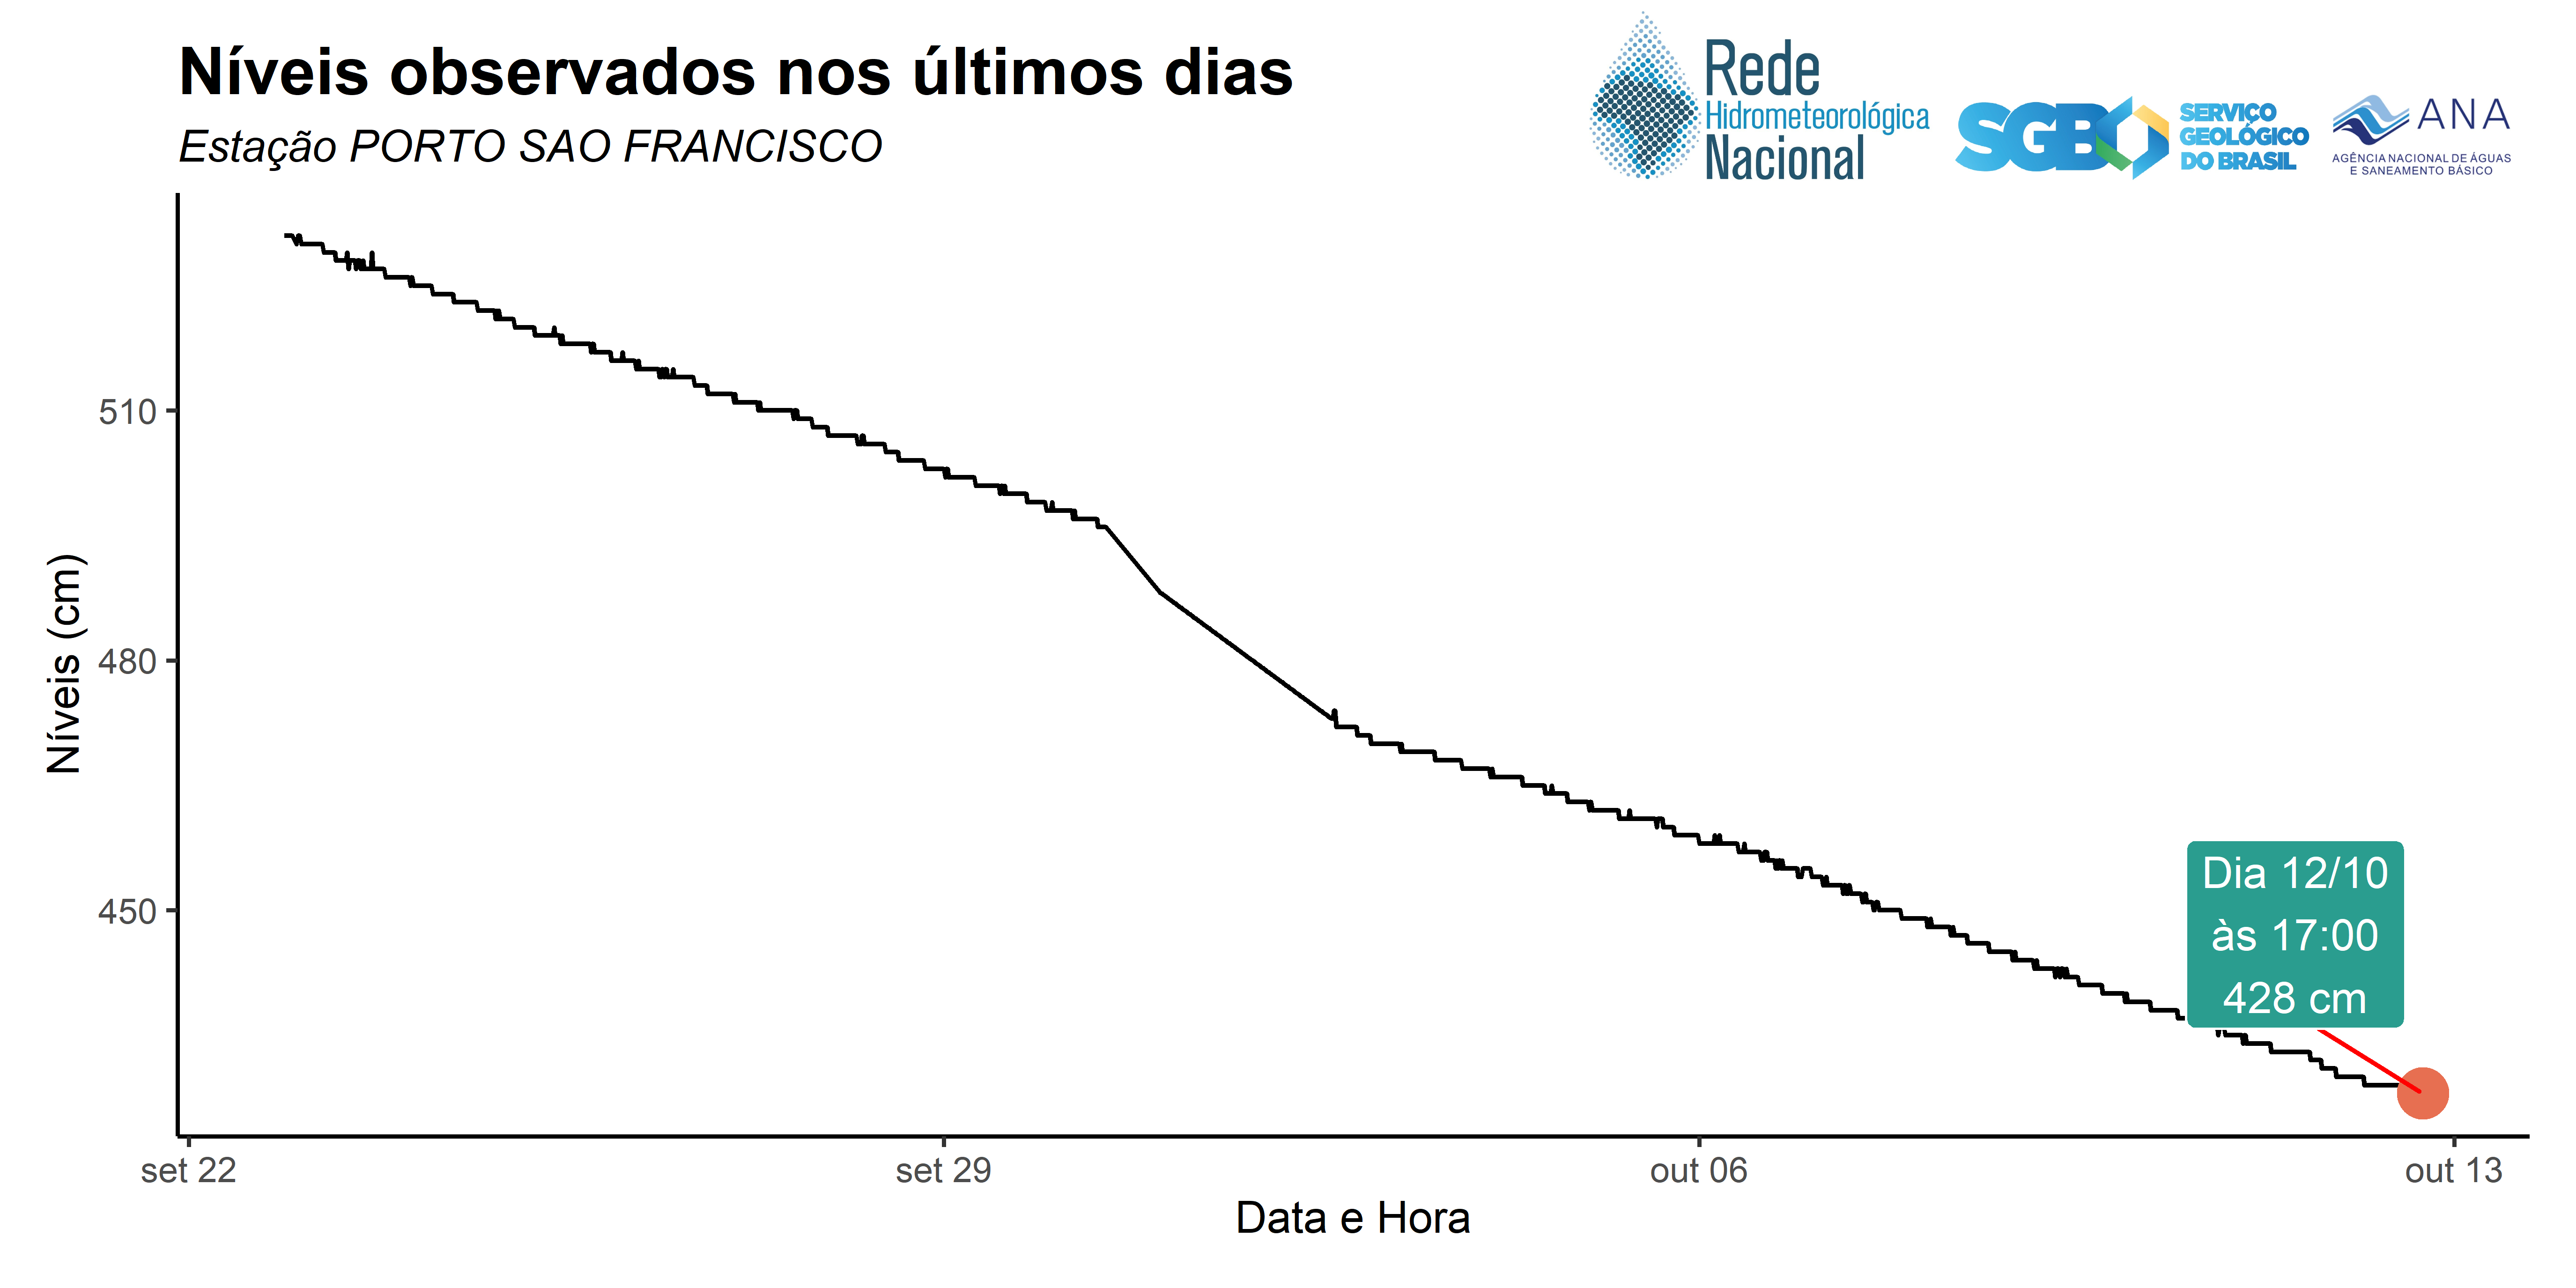 Níveis observados nos últimos dias
Estação PORTO SAO FRANCISCO
Rede
Hidrometeorológica
Nacional
SGB
SERVIÇO
GEOLÓGICO
DO BRASIL
ANA
AGÊNCIA NACIONAL DE ÁGUAS
E SANEAMENTO BÁSICO
Níveis (cm)
510
480
450
Dia 12/10
às 17:00
428 cm
set 22
set 29
out 06
out 13
Data e Hora